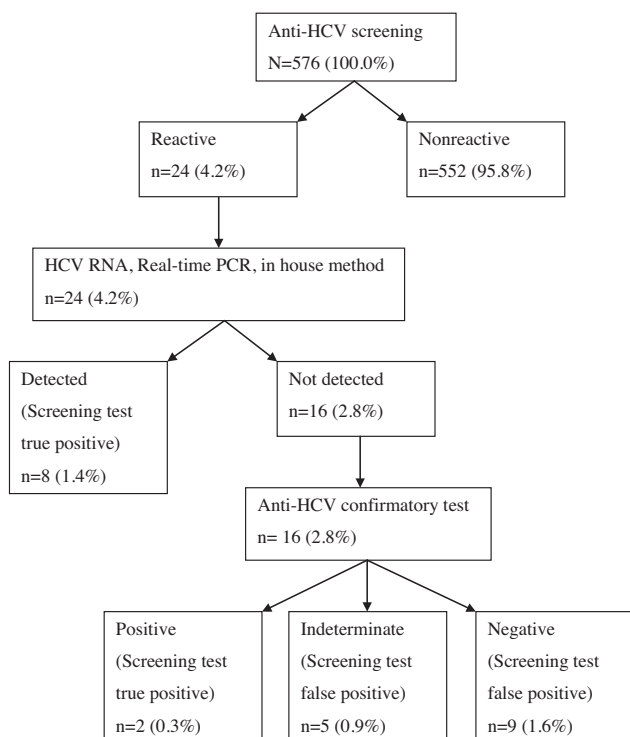 Anti-HCV screening
N=576 (100.0%)
Reactive
n=24 (4.2%)
Nonreactive
n=552 (95.8%)
HCV RNA, Real-time PCR, in house method
n=24 (4.2%)
Detected
(Screening test
true positive)
n=8 (1.4%)
Not detected
n=16 (2.8%)
Anti-HCV confirmatory test
n= 16 (2.8%)
Positive
(Screening test
true positive)
n=2 (0.3%)
Indeterminate
(Screening test
false positive)
n=5 (0.9%)
Negative
(Screening test
false positive)
n=9 (1.6%)